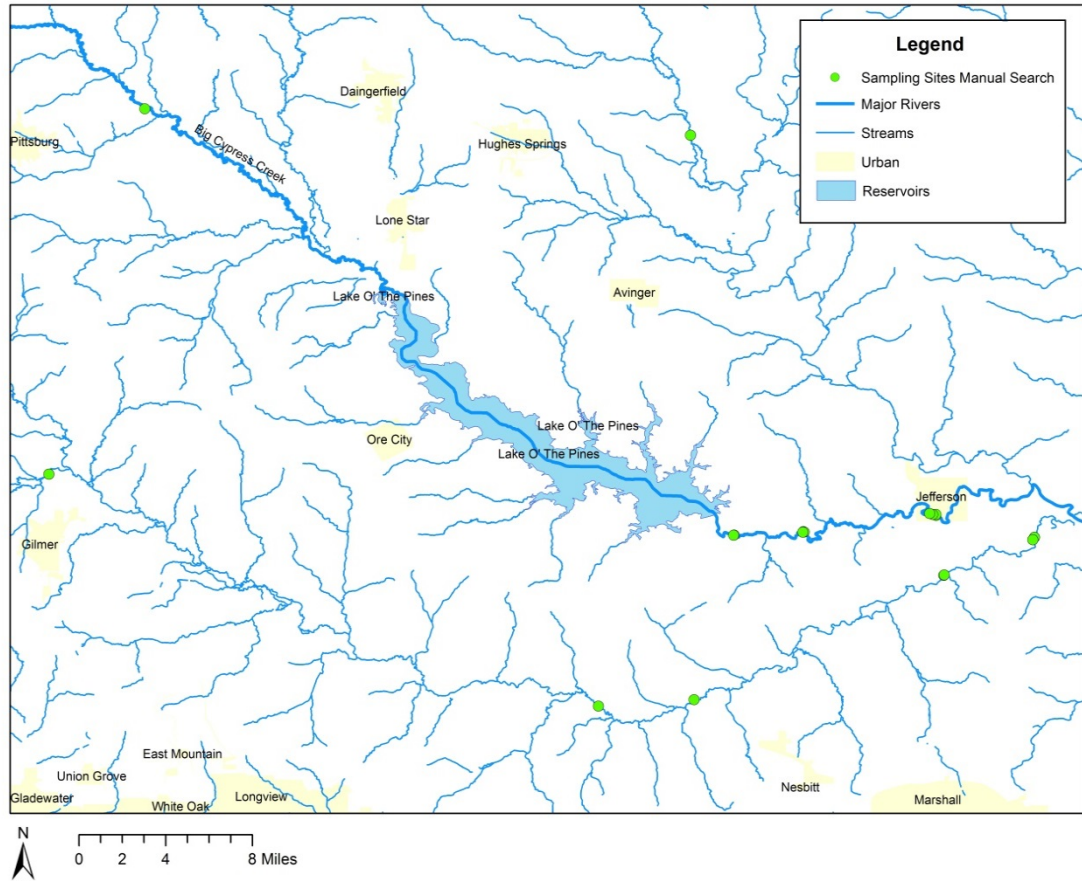 Legend
Sampling Sites Manual Search
Major Rivers
Streams
Urban
Reservoirs
Daingerfield
Pittsburg
Hughes Springs
Big Cypress Creek
Lone Star
Lake O' The Pines
Avinger
Lake O' The Pines
Ore City
Lake O' The Pines
Jefferson
Gilmer
East Mountain
Union Grove
Nesbitt
Gladewater
White Oak
Longview
Marshall
N
0 2 4 8 Miles